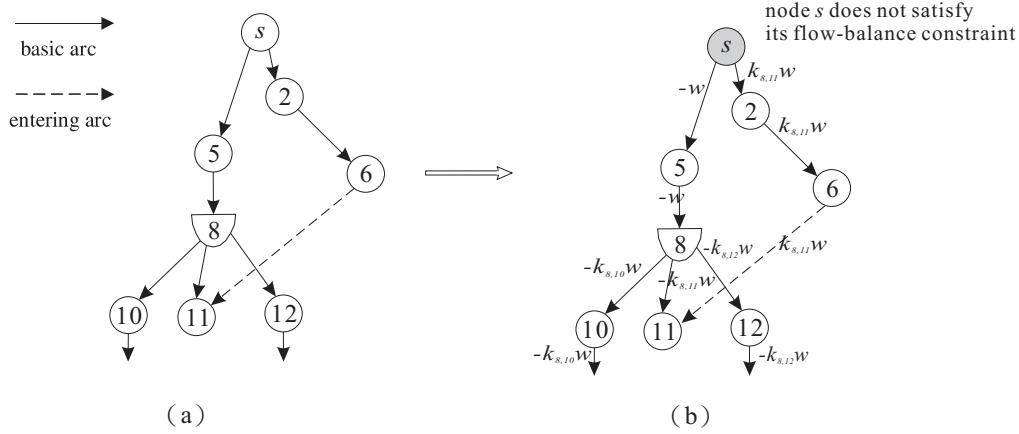 basic arc
entering arc
s
2
5
6
8
10
11
12
(a)
node s does not satisfy
its flow-balance constraint
s
k8,11w
-w
2
k8,11w
5
6
-w
8
-k8,12w
k8,11w
-k8,10w
-k8,11w
10
11
12
-k8,10w
-k8,12w
(b)